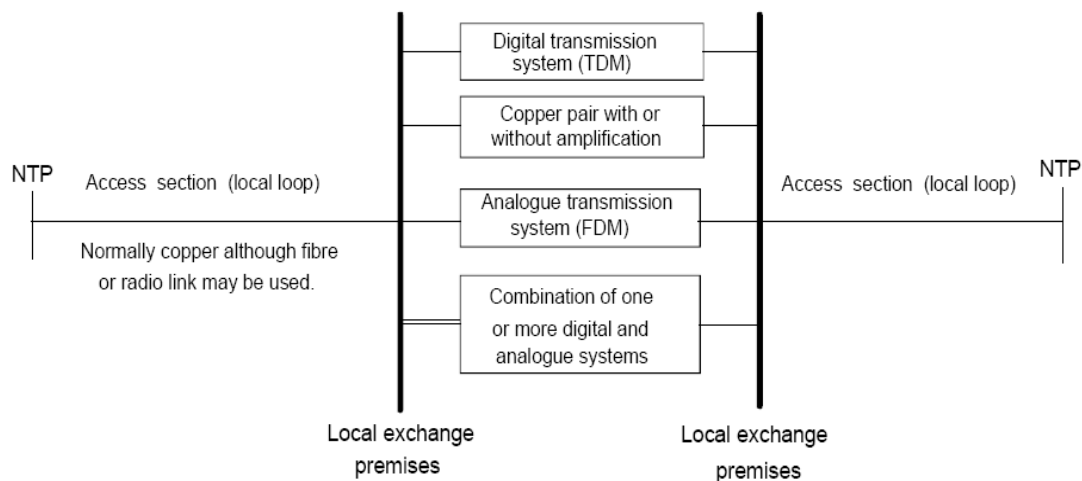 Digital transmission
system (TDM)
Copper pair with or
without amplification
NTP
Access section (local loop)
Normally copper although fibre
or radio link may be used.
Analogue transmission
system (FDM)
Access section (local loop)
NTP
Combination of one
or more digital and
analogue systems
Local exchange
premises
Local exchange
premises